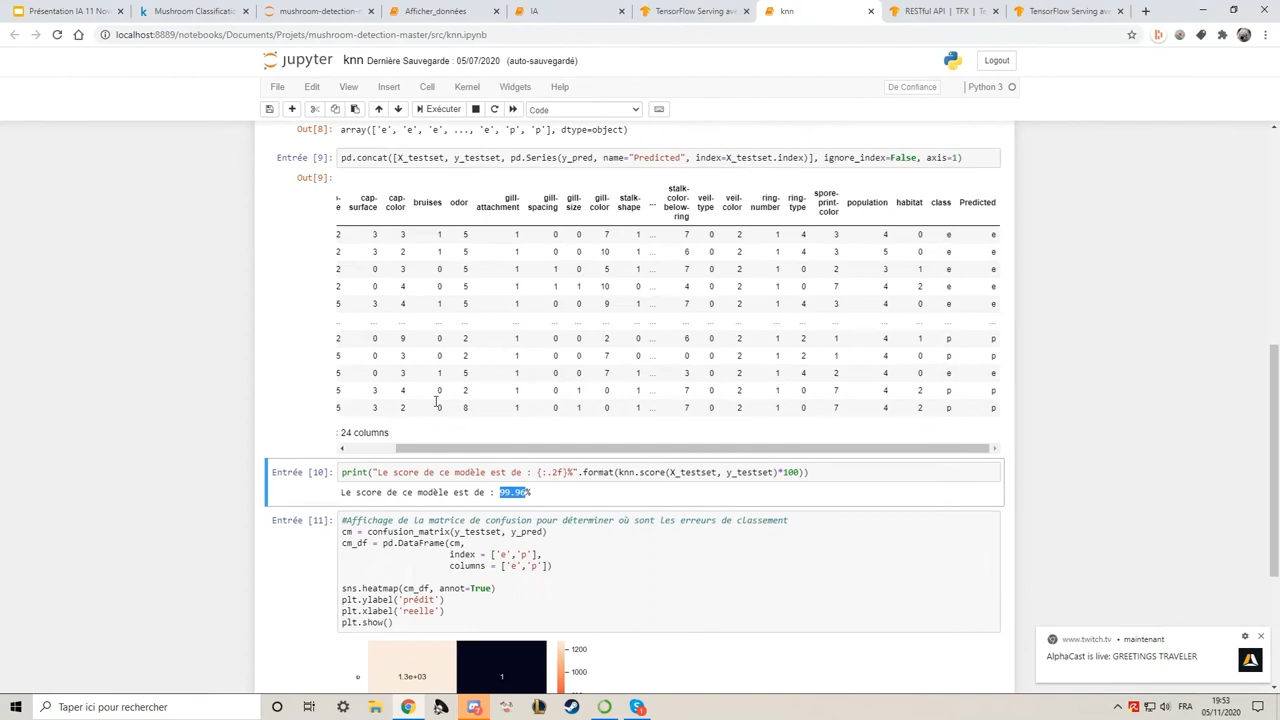 Présentation IA 11 Nov
Mushroom Classificati
mushroom-detection-m
Afficher_données
IA
TensorFlow Serving ave
knn
RESTful API | TFX | Te
TensorFlow Serving ave
localhost:8889/notebooks/Documents/Projets/mushroom-detection-master/src/knn.ipynb
jupyter knn Dernière Sauvegarde : 05/07/2020 (auto-sauvegardé)
Logout
File Edit View Insert Cell Kernel Widgets Help
De Confiance
Python 3
Exécuter
Code
Out[8]: array(['e', 'e', 'e', ..., 'e', 'p', 'p'], dtype=object)
Entrée [9]: pd.concat([X_testset, y_testset, pd.Series(y_pred, name="Predicted", index=X_testset.index)], ignore_index=False, axis=1)
Out[9]:
e cap-surface cap-color bruises odor gill-attachment gill-spacing gill-size gill-color stalk-shape ... stalk-color-below-ring veil-type veil-color ring-number ring-type spore-print-color population habitat class Predicted
2 3 3 1 5 1 0 0 7 1 ... 7 0 2 1 4 3 4 0 e e
2 3 2 1 5 1 0 0 10 1 ... 6 0 2 1 4 3 5 0 e e
2 0 3 0 5 1 1 0 5 1 ... 7 0 2 1 0 2 3 1 e e
2 0 4 0 5 1 1 1 10 0 ... 4 0 2 1 0 7 4 2 e e
5 3 4 1 5 1 0 0 9 1 ... 7 0 2 1 4 3 4 0 e e
.. ... ... ... ... ... ... ... ... ... ... ... ... ... ... ... ... ... ... ... ...
2 0 9 0 2 1 0 0 2 0 ... 6 0 2 1 2 1 4 1 p p
5 0 3 0 2 1 0 0 7 0 ... 0 0 2 1 2 1 4 0 p p
5 0 3 1 5 1 0 0 7 1 ... 3 0 2 1 4 2 4 0 e e
5 3 4 0 2 1 0 1 0 1 ... 7 0 2 1 0 7 4 2 p p
5 3 2 0 8 1 0 1 0 1 ... 7 0 2 1 0 7 4 2 p p
: 24 columns
Entrée [10]: print("Le score de ce modèle est de : {:.2f}%".format(knn.score(X_testset, y_testset)*100))
Le score de ce modèle est de : 99.96%
Entrée [11]: #Affichage de la matrice de confusion pour déterminer où sont les erreurs de classement
cm = confusion_matrix(y_testset, y_pred)
cm_df = pd.DataFrame(cm,
index = ['e','p'],
columns = ['e','p'])
sns.heatmap(cm_df, annot=True)
plt.ylabel('prédit')
plt.xlabel('reelle')
plt.show()
1200
1000
1.3e+03
1
www.twitch.tv • maintenant
AlphaCast is live: GREETINGS TRAVELER
Taper ici pour rechercher
FRA
19:53
05/11/2020